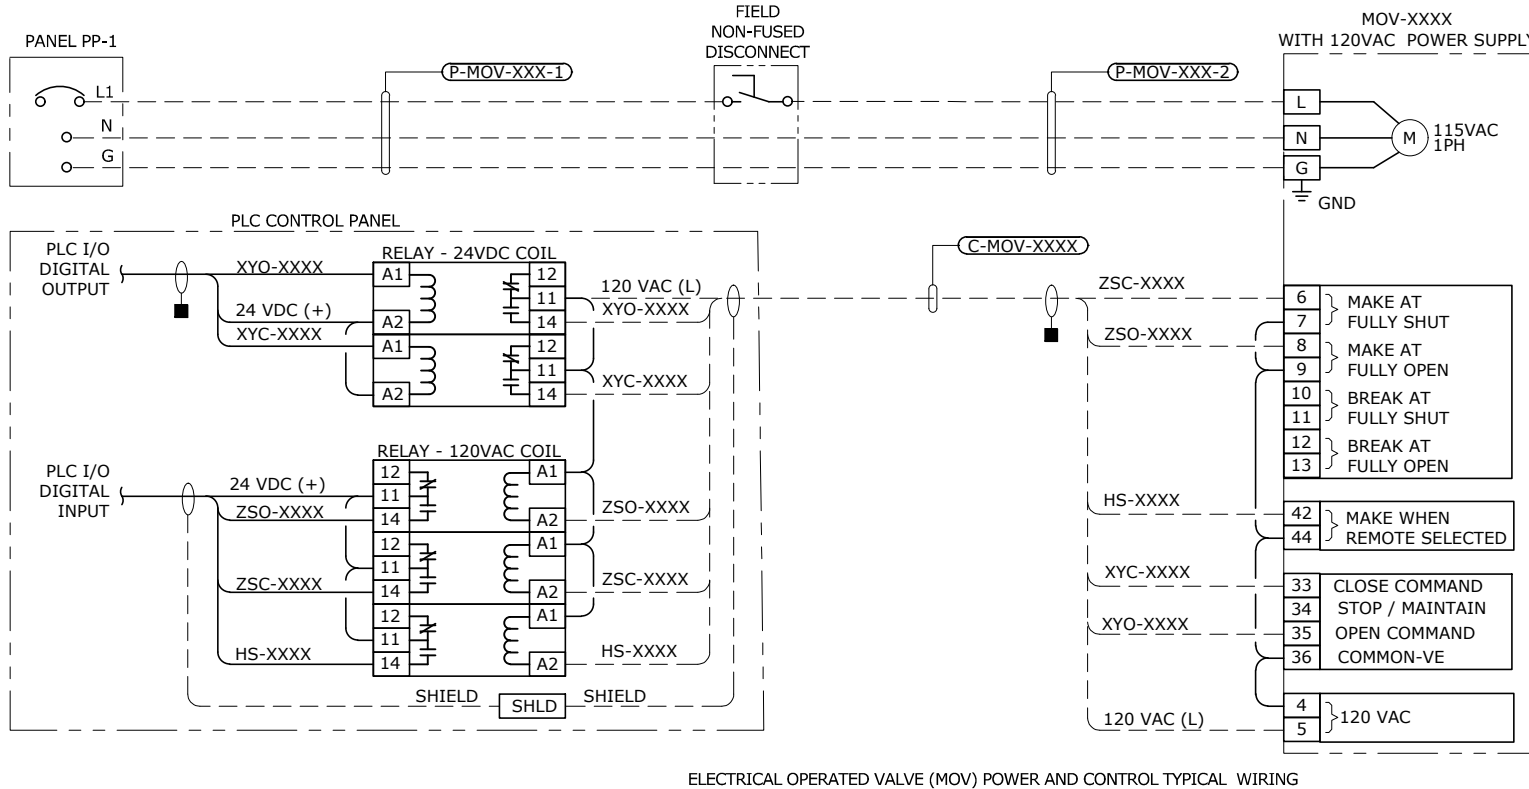 FIELD
NON-FUSED
DISCONNECT
MOV-XXXX
WITH 120VAC POWER SUPPLY
PANEL PP-1
P-MOV-XXX-1
P-MOV-XXX-2
L1
N
G
L
N
G
M
115VAC
1PH
GND
PLC CONTROL PANEL
PLC I/O
DIGITAL
OUTPUT
XYO-XXXX
24 VDC (+)
XYC-XXXX
RELAY - 24VDC COIL
A1
A2
A1
A2
12
11
14
12
11
14
120 VAC (L)
XYO-XXXX
XYC-XXXX
C-MOV-XXXX
PLC I/O
DIGITAL
INPUT
24 VDC (+)
ZSO-XXXX
ZSC-XXXX
HS-XXXX
RELAY - 120VAC COIL
12
11
14
12
11
14
12
11
14
A1
A2
A1
A2
A1
A2
ZSO-XXXX
ZSC-XXXX
HS-XXXX
SHIELD
SHLD
SHIELD
ZSC-XXXX
ZSO-XXXX
HS-XXXX
XYC-XXXX
XYO-XXXX
120 VAC (L)
6
7
MAKE AT
FULLY SHUT
8
9
MAKE AT
FULLY OPEN
10
11
BREAK AT
FULLY SHUT
12
13
BREAK AT
FULLY OPEN
42
44
MAKE WHEN
REMOTE SELECTED
33 CLOSE COMMAND
34 STOP / MAINTAIN
35 OPEN COMMAND
36 COMMON-VE
4
5
120 VAC
ELECTRICAL OPERATED VALVE (MOV) POWER AND CONTROL TYPICAL WIRING